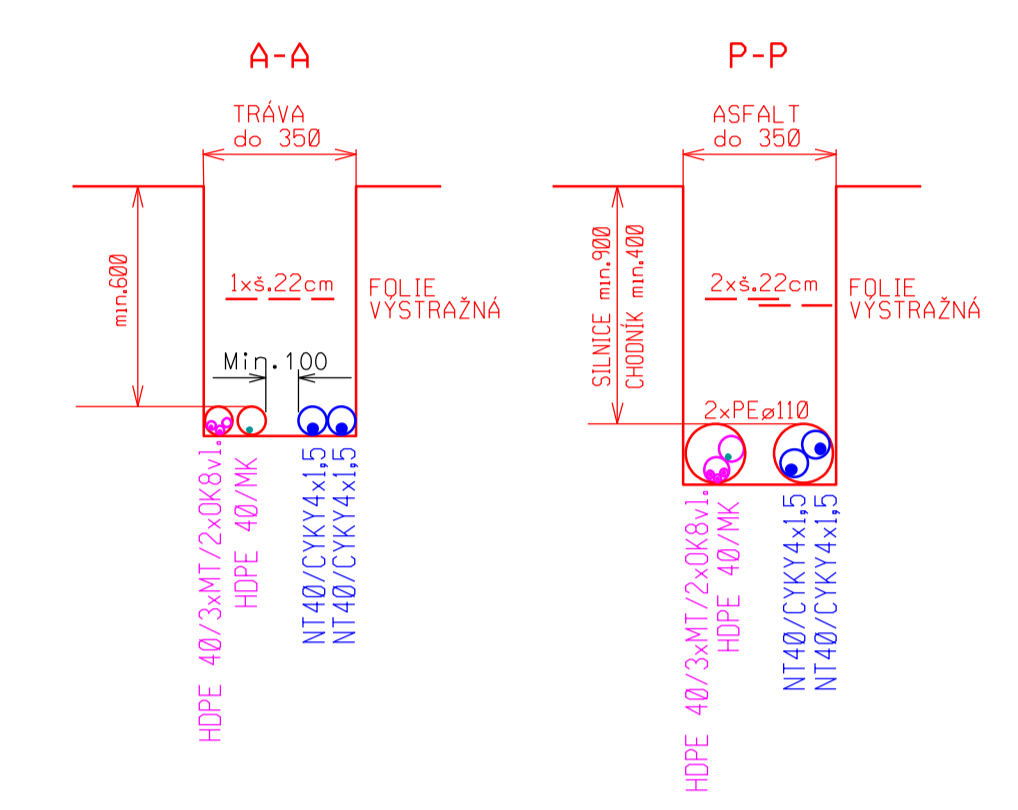 A-A
TRÁVA
do 350
min.600
1xš.22cm
FOLIE
VÝSTRAŽNÁ
Min.100
HDPE 40/3xMT/2xOK8vl.
HDPE 40/MK
NT40/CYKY4x1,5
NT40/CYKY4x1,5
P-P
ASFALT
do 350
SILNICE min.900
CHODNÍK min.400
2xš.22cm
FOLIE
VÝSTRAŽNÁ
2xPEø110
HDPE 40/3xMT/2xOK8vl.
HDPE 40/MK
NT40/CYKY4x1,5
NT40/CYKY4x1,5